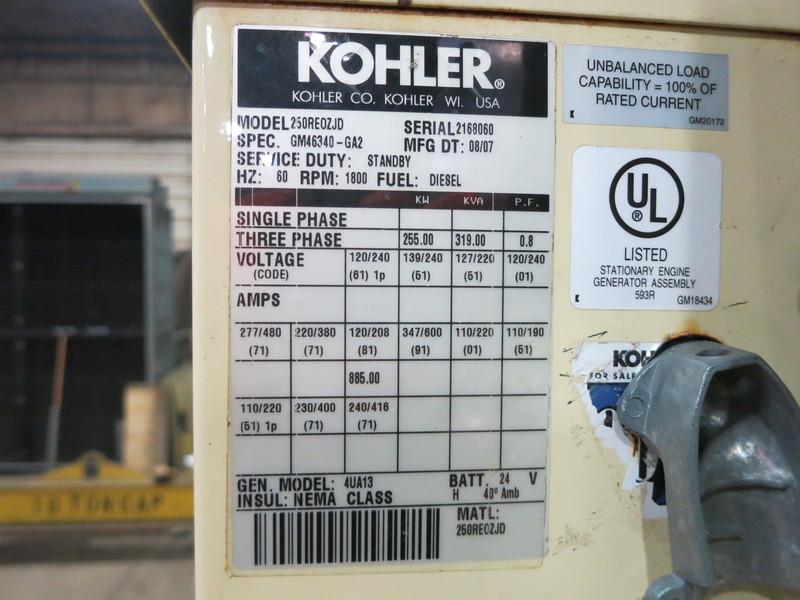 KOHLER®
KOHLER CO. KOHLER WI. USA
MODEL 250REOZJD SERIAL 2168060
SPEC. GM46340-GA2 MFG DT: 08/07
SERVICE DUTY: STANDBY
HZ: 60 RPM: 1800 FUEL: DIESEL
KW KVA P.F.
SINGLE PHASE
THREE PHASE 255.00 319.00 0.8
VOLTAGE 120/240 139/240 127/220 120/240
(CODE) (61) 1p (51) (51) (01)
AMPS
277/480 220/380 120/208 347/600 110/220 110/190
(71) (71) (81) (91) (01) (51)
885.00
110/220 230/400 240/416
(51) 1p (71) (71)
GEN. MODEL: 4UA13 BATT. 24 V
INSUL: NEMA CLASS H 40° Amb
MATL:
250REOZJD
UNBALANCED LOAD
CAPABILITY = 100% OF
RATED CURRENT
GM20172
UL®
LISTED
STATIONARY ENGINE
GENERATOR ASSEMBLY
593R
GM18434
KOH
FOR SALE
10 TON CAP